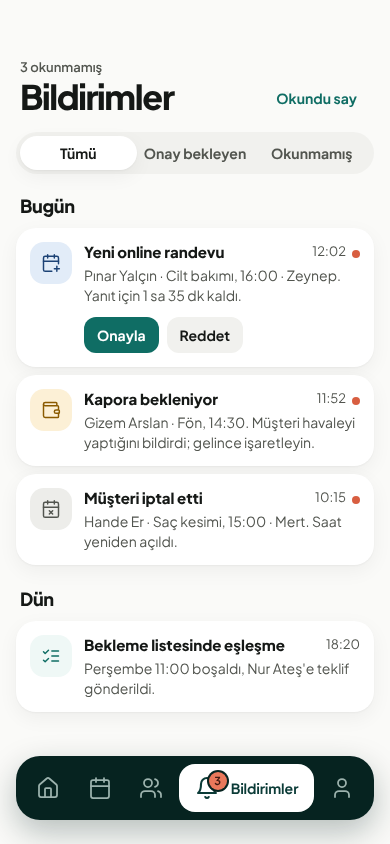 3 okunmamış
Bildirimler
Okundu say
Tümü
Onay bekleyen
Okunmamış
Bugün
Yeni online randevu
12:02
Pınar Yalçın · Cilt bakımı, 16:00 · Zeynep.
Yanıt için 1 sa 35 dk kaldı.
Onayla
Reddet
Kapora bekleniyor
11:52
Gizem Arslan · Fön, 14:30. Müşteri havaleyi
yaptığını bildirdi; gelince işaretleyin.
Müşteri iptal etti
10:15
Hande Er · Saç kesimi, 15:00 · Mert. Saat
yeniden açıldı.
Dün
Bekleme listesinde eşleşme
18:20
Perşembe 11:00 boşaldı, Nur Ateş'e teklif
gönderildi.
3
Bildirimler